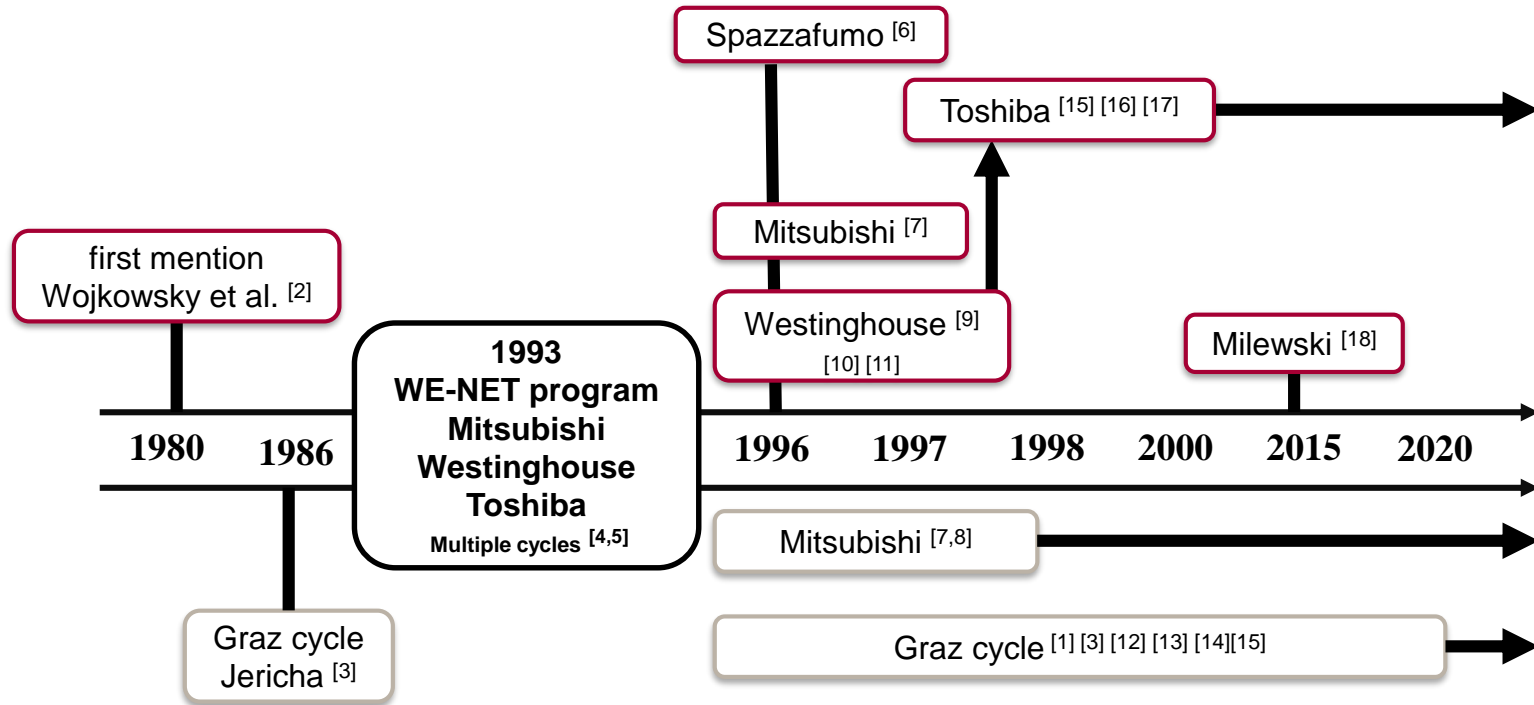 Spazzafumo [6]
Toshiba [15] [16] [17]
Mitsubishi [7]
first mention
Wojkowsky et al. [2]
Westinghouse [9]
[10] [11]
Milewski [18]
1993
WE-NET program
Mitsubishi
Westinghouse
Toshiba
Multiple cycles [4,5]
1980 1986 1996 1997 1998 2000 2015 2020
Mitsubishi [7,8]
Graz cycle
Jericha [3]
Graz cycle [1] [3] [12] [13] [14][15]